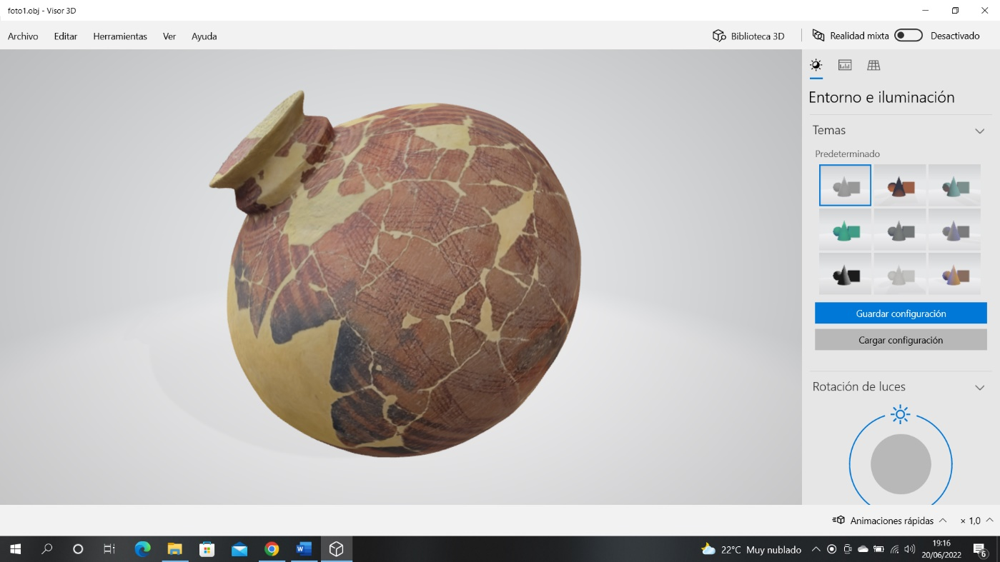 foto1.obj - Visor 3D
Archivo Editar Herramientas Ver Ayuda
Biblioteca 3D
Realidad mixta Desactivado
Entorno e iluminación
Temas
Predeterminado
Guardar configuración
Cargar configuración
Rotación de luces
Animaciones rápidas × 1,0
22°C Muy nublado
19:16
20/06/2022
6